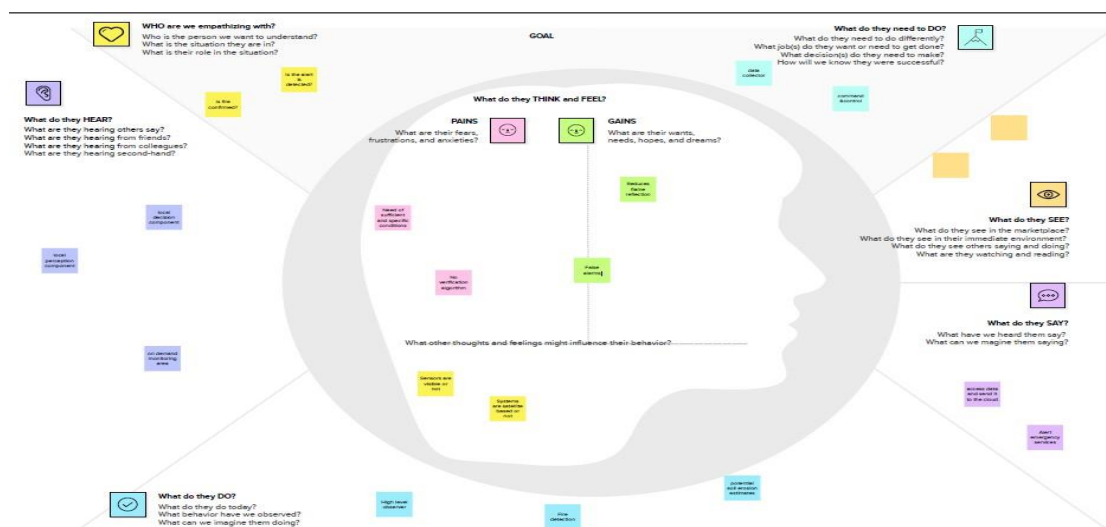 WHO are we empathizing with?
Who is the person we want to understand?
What is the situation they are in?
What is their role in the situation?
GOAL
What do they need to DO?
What do they need to do differently?
What job(s) do they want or need to get done?
What decision(s) do they need to make?
How will we know they were successful?
Is the alert
is
detected?
Is the
confirmed?
data
collector
command
&control
What do they HEAR?
What are they hearing others say?
What are they hearing from friends?
What are they hearing from colleagues?
What are they hearing second-hand?
local
decision
component
local
perception
component
on demand
monitoring
area
What do they THINK and FEEL?
PAINS
What are their fears,
frustrations, and anxieties?
GAINS
What are their wants,
needs, hopes, and dreams?
Need of
sufficient
and specific
conditions
No
verification
algorithm
Reduces
flame
reflection
False
alarms
What other thoughts and feelings might influence their behavior?
Sensors are
visible or
not
Systems
are satellite
based or
not
What do they SEE?
What do they see in the marketplace?
What do they see in their immediate environment?
What do they see others saying and doing?
What are they watching and reading?
What do they SAY?
What have we heard them say?
What can we magine them saying?
access data
and send it
to the cloud
Alert
emergency
services
What do they DO?
What do they do today?
What behavior have we observed?
What can we imagine them doing?
High level
observer
Fire
detection
potential
soil erosion
estimates